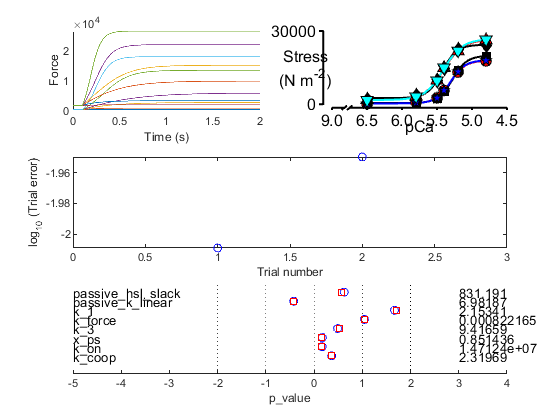 ×10⁴
2
1
0
Force
0
0.5
1
1.5
2
Time (s)
30000
Stress
(N m⁻²)
0
9.0
6.5
6.0
5.5
5.0
4.5
pCa
-1.96
-1.98
-2
log₁₀ (Trial error)
0
0.5
1
1.5
2
2.5
3
Trial number
passive_hsl_slack 831.191
passive_k_linear 6.98187
k_1 2.15341
k_force 0.000822165
k_3 9.41659
x_ps 0.851436
k_on 1.47124e+07
k_coop 2.31969
-5
-4
-3
-2
-1
0
1
2
3
4
p_value